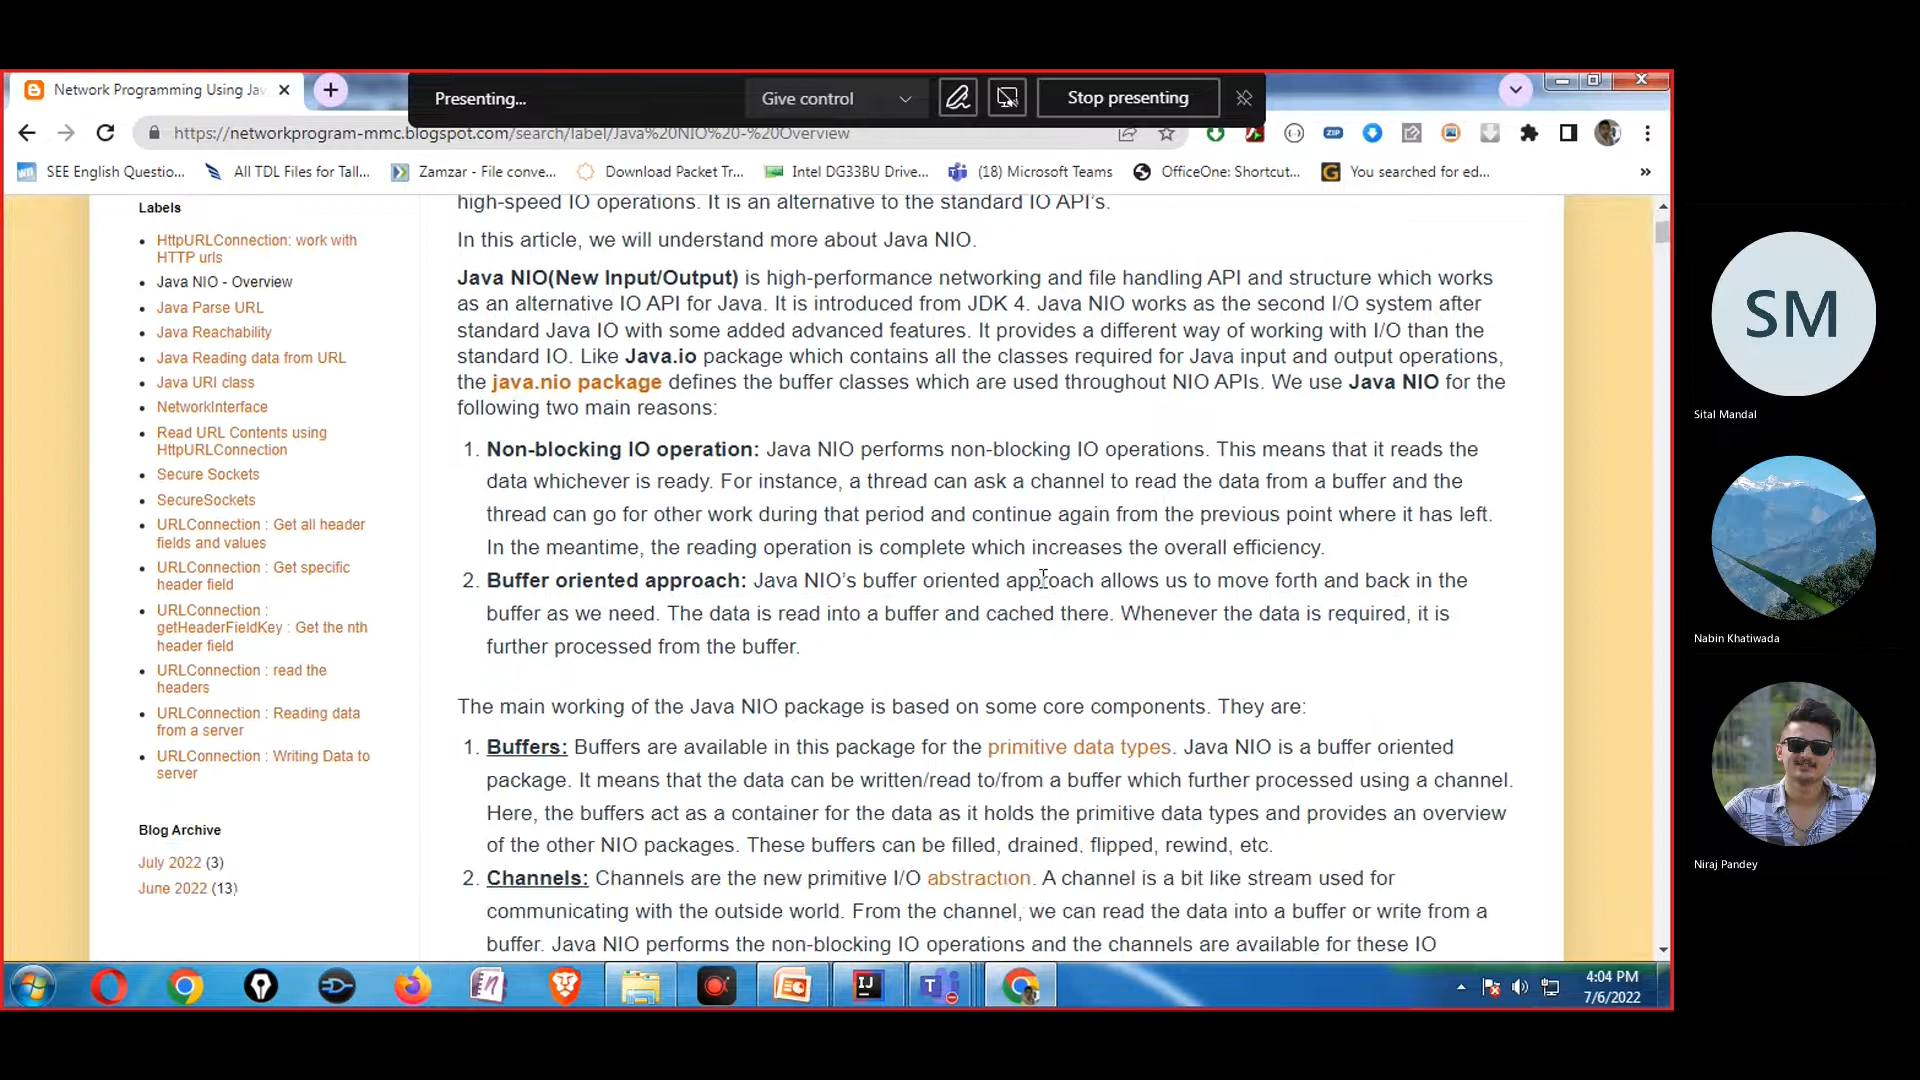 Network Programming Using Jav
Presenting...
Give control
Stop presenting
https://networkprogram-mmc.blogspot.com/search/label/Java%20NIO%20-%20Overview
SEE English Questio...
All TDL Files for Tall...
Zamzar - File conve...
Download Packet Tr...
Intel DG33BU Drive...
(18) Microsoft Teams
OfficeOne: Shortcut...
You searched for ed...
Labels
HttpURLConnection: work with
HTTP urls
Java NIO - Overview
Java Parse URL
Java Reachability
Java Reading data from URL
Java URI class
NetworkInterface
Read URL Contents using
HttpURLConnection
Secure Sockets
SecureSockets
URLConnection : Get all header
fields and values
URLConnection : Get specific
header field
URLConnection :
getHeaderFieldKey : Get the nth
header field
URLConnection : read the
headers
URLConnection : Reading data
from a server
URLConnection : Writing Data to
server
Blog Archive
July 2022 (3)
June 2022 (13)
high-speed IO operations. It is an alternative to the standard IO API's.
In this article, we will understand more about Java NIO.
Java NIO(New Input/Output) is high-performance networking and file handling API and structure which works
as an alternative IO API for Java. It is introduced from JDK 4. Java NIO works as the second I/O system after
standard Java IO with some added advanced features. It provides a different way of working with I/O than the
standard IO. Like Java.io package which contains all the classes required for Java input and output operations,
the java.nio package defines the buffer classes which are used throughout NIO APIs. We use Java NIO for the
following two main reasons:
1. Non-blocking IO operation: Java NIO performs non-blocking IO operations. This means that it reads the
data whichever is ready. For instance, a thread can ask a channel to read the data from a buffer and the
thread can go for other work during that period and continue again from the previous point where it has left.
In the meantime, the reading operation is complete which increases the overall efficiency.
2. Buffer oriented approach: Java NIO's buffer oriented approach allows us to move forth and back in the
buffer as we need. The data is read into a buffer and cached there. Whenever the data is required, it is
further processed from the buffer.
The main working of the Java NIO package is based on some core components. They are:
1. Buffers: Buffers are available in this package for the primitive data types. Java NIO is a buffer oriented
package. It means that the data can be written/read to/from a buffer which further processed using a channel.
Here, the buffers act as a container for the data as it holds the primitive data types and provides an overview
of the other NIO packages. These buffers can be filled, drained, flipped, rewind, etc.
2. Channels: Channels are the new primitive I/O abstraction. A channel is a bit like stream used for
communicating with the outside world. From the channel, we can read the data into a buffer or write from a
buffer. Java NIO performs the non-blocking IO operations and the channels are available for these IO
4:04 PM
7/6/2022
SM
Sital Mandal
Nabin Khatiwada
Niraj Pandey